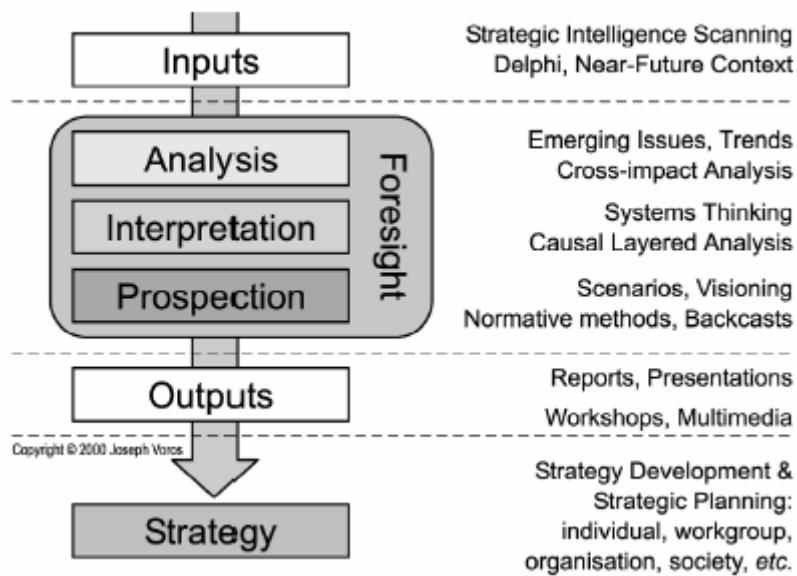 Inputs
Strategic Intelligence Scanning
Delphi, Near-Future Context
Foresight
Analysis
Emerging Issues, Trends
Cross-impact Analysis
Interpretation
Systems Thinking
Causal Layered Analysis
Prospection
Scenarios, Visioning
Normative methods, Backcasts
Outputs
Reports, Presentations
Workshops, Multimedia
Copyright © 2000 Joseph Voros
Strategy
Strategy Development &
Strategic Planning:
individual, workgroup,
organisation, society, etc.